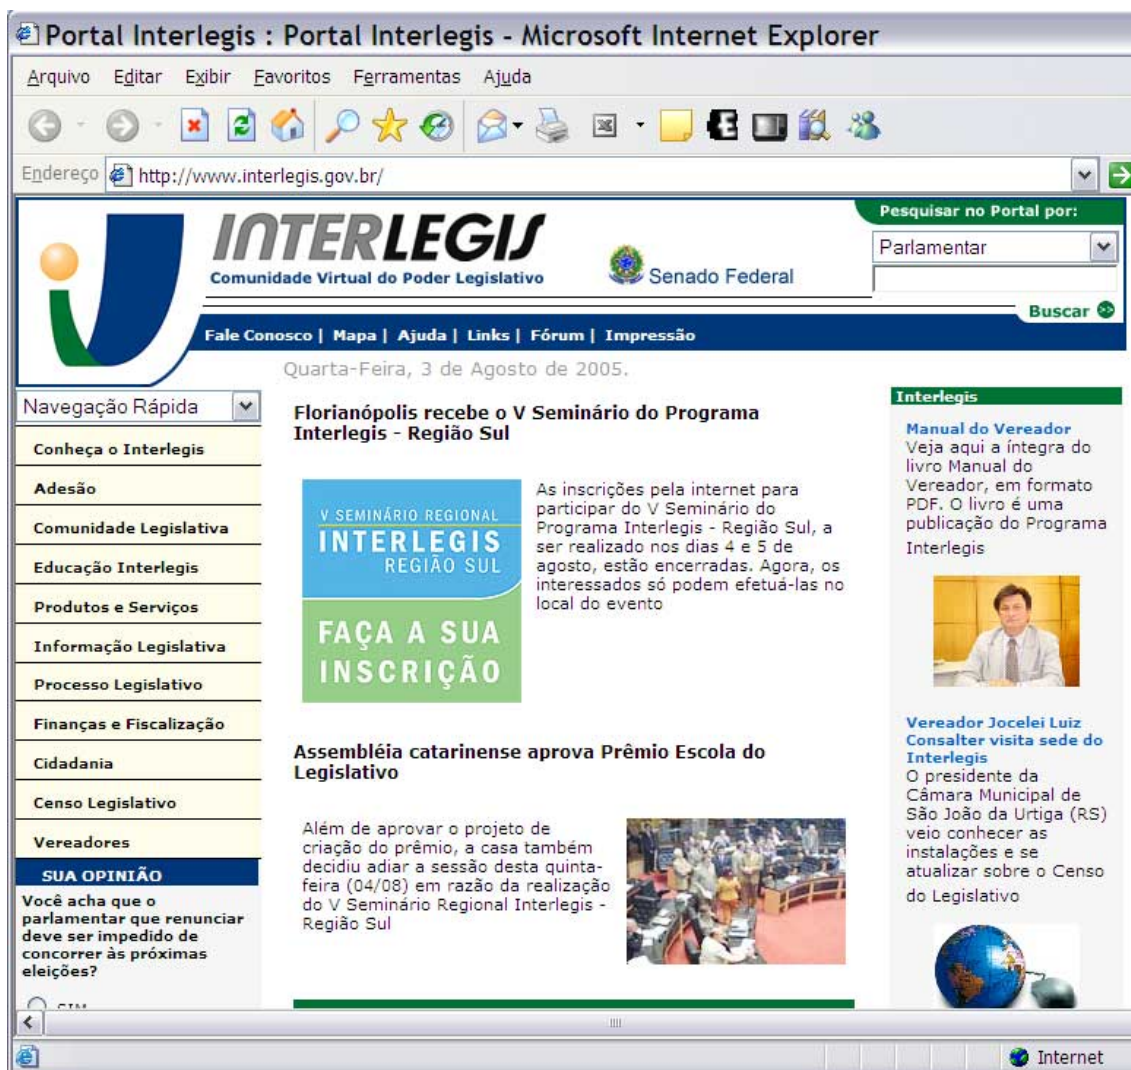 Portal Interlegis : Portal Interlegis - Microsoft Internet Explorer
Arquivo Editar Exibir Favoritos Ferramentas Ajuda
Endereço http://www.interlegis.gov.br/
INTERLEGIS
Comunidade Virtual do Poder Legislativo
Senado Federal
Pesquisar no Portal por:
Parlamentar
Buscar
Fale Conosco | Mapa | Ajuda | Links | Fórum | Impressão
Quarta-Feira, 3 de Agosto de 2005.
Navegação Rápida
Conheça o Interlegis
Adesão
Comunidade Legislativa
Educação Interlegis
Produtos e Serviços
Informação Legislativa
Processo Legislativo
Finanças e Fiscalização
Cidadania
Censo Legislativo
Vereadores
SUA OPINIÃO
Você acha que o
parlamentar que renunciar
deve ser impedido de
concorrer às próximas
eleições?
SIM
Florianópolis recebe o V Seminário do Programa
Interlegis - Região Sul
V SEMINÁRIO REGIONAL
INTERLEGIS
REGIÃO SUL
FAÇA A SUA
INSCRIÇÃO
As inscrições pela internet para
participar do V Seminário do
Programa Interlegis - Região Sul, a
ser realizado nos dias 4 e 5 de
agosto, estão encerradas. Agora, os
interessados só podem efetuá-las no
local do evento
Assembléia catarinense aprova Prêmio Escola do
Legislativo
Além de aprovar o projeto de
criação do prêmio, a casa também
decidiu adiar a sessão desta quinta-
feira (04/08) em razão da realização
do V Seminário Regional Interlegis -
Região Sul
Interlegis
Manual do Vereador
Veja aqui a íntegra do
livro Manual do
Vereador, em formato
PDF. O livro é uma
publicação do Programa
Interlegis
Vereador Jocelei Luiz
Consalter visita sede do
Interlegis
O presidente da
Câmara Municipal de
São João da Urtiga (RS)
veio conhecer as
instalações e se
atualizar sobre o Censo
do Legislativo
Internet